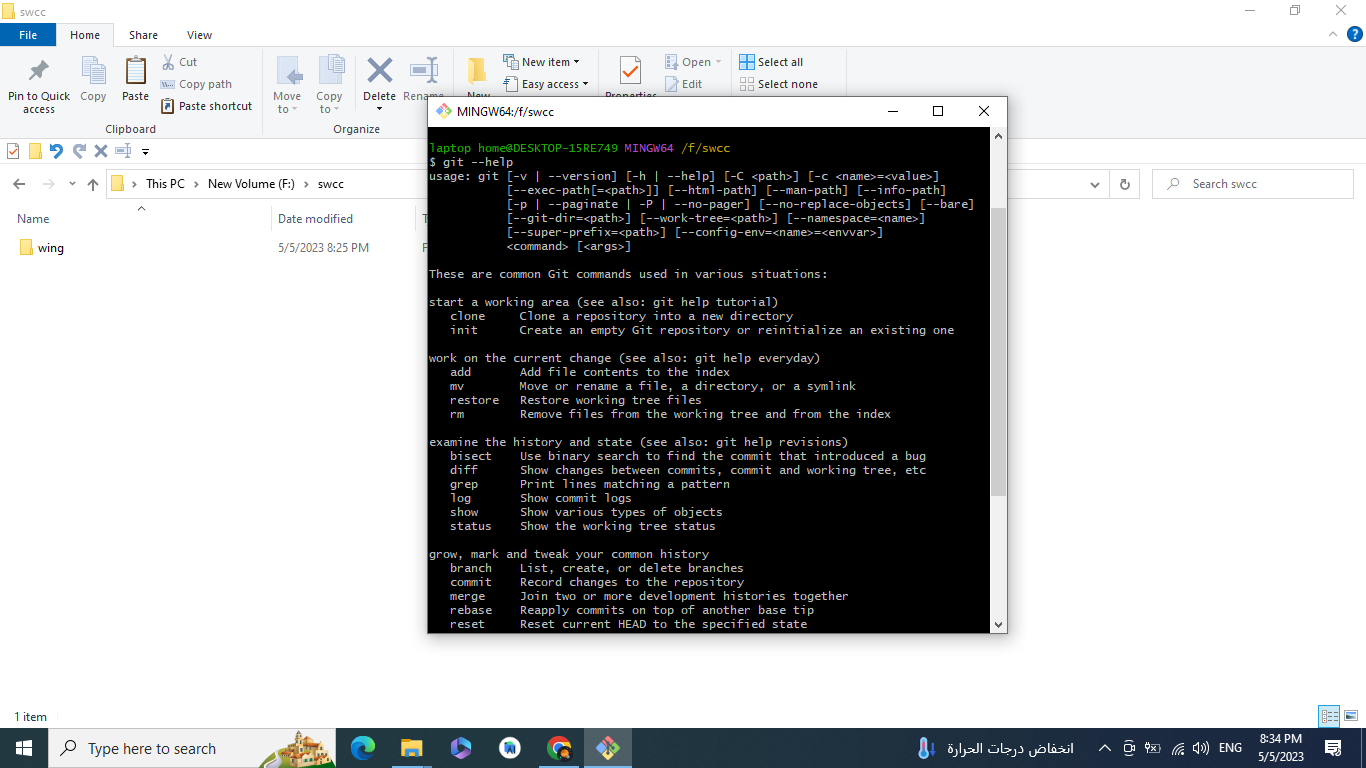 swcc
File Home Share View
Pin to Quick access
Copy
Paste
Cut
Copy path
Paste shortcut
Clipboard
Move to
Copy to
Delete
Rename
Organize
New
New item
Easy access
Properties
Open
Edit
Select all
Select none
This PC > New Volume (F:) > swcc
Search swcc
Name Date modified
wing 5/5/2023 8:25 PM
MINGW64:/f/swcc
laptop home@DESKTOP-15RE749 MINGW64 /f/swcc
$ git --help
usage: git [-v | --version] [-h | --help] [-C <path>] [-c <name>=<value>]
[--exec-path[=<path>]] [--html-path] [--man-path] [--info-path]
[-p | --paginate | -P | --no-pager] [--no-replace-objects] [--bare]
[--git-dir=<path>] [--work-tree=<path>] [--namespace=<name>]
[--super-prefix=<path>] [--config-env=<name>=<envvar>]
<command> [<args>]
These are common Git commands used in various situations:
start a working area (see also: git help tutorial)
clone Clone a repository into a new directory
init Create an empty Git repository or reinitialize an existing one
work on the current change (see also: git help everyday)
add Add file contents to the index
mv Move or rename a file, a directory, or a symlink
restore Restore working tree files
rm Remove files from the working tree and from the index
examine the history and state (see also: git help revisions)
bisect Use binary search to find the commit that introduced a bug
diff Show changes between commits, commit and working tree, etc
grep Print lines matching a pattern
log Show commit logs
show Show various types of objects
status Show the working tree status
grow, mark and tweak your common history
branch List, create, or delete branches
commit Record changes to the repository
merge Join two or more development histories together
rebase Reapply commits on top of another base tip
reset Reset current HEAD to the specified state
1 item
Type here to search
انخفاض درجات الحرارة
ENG
8:34 PM
5/5/2023